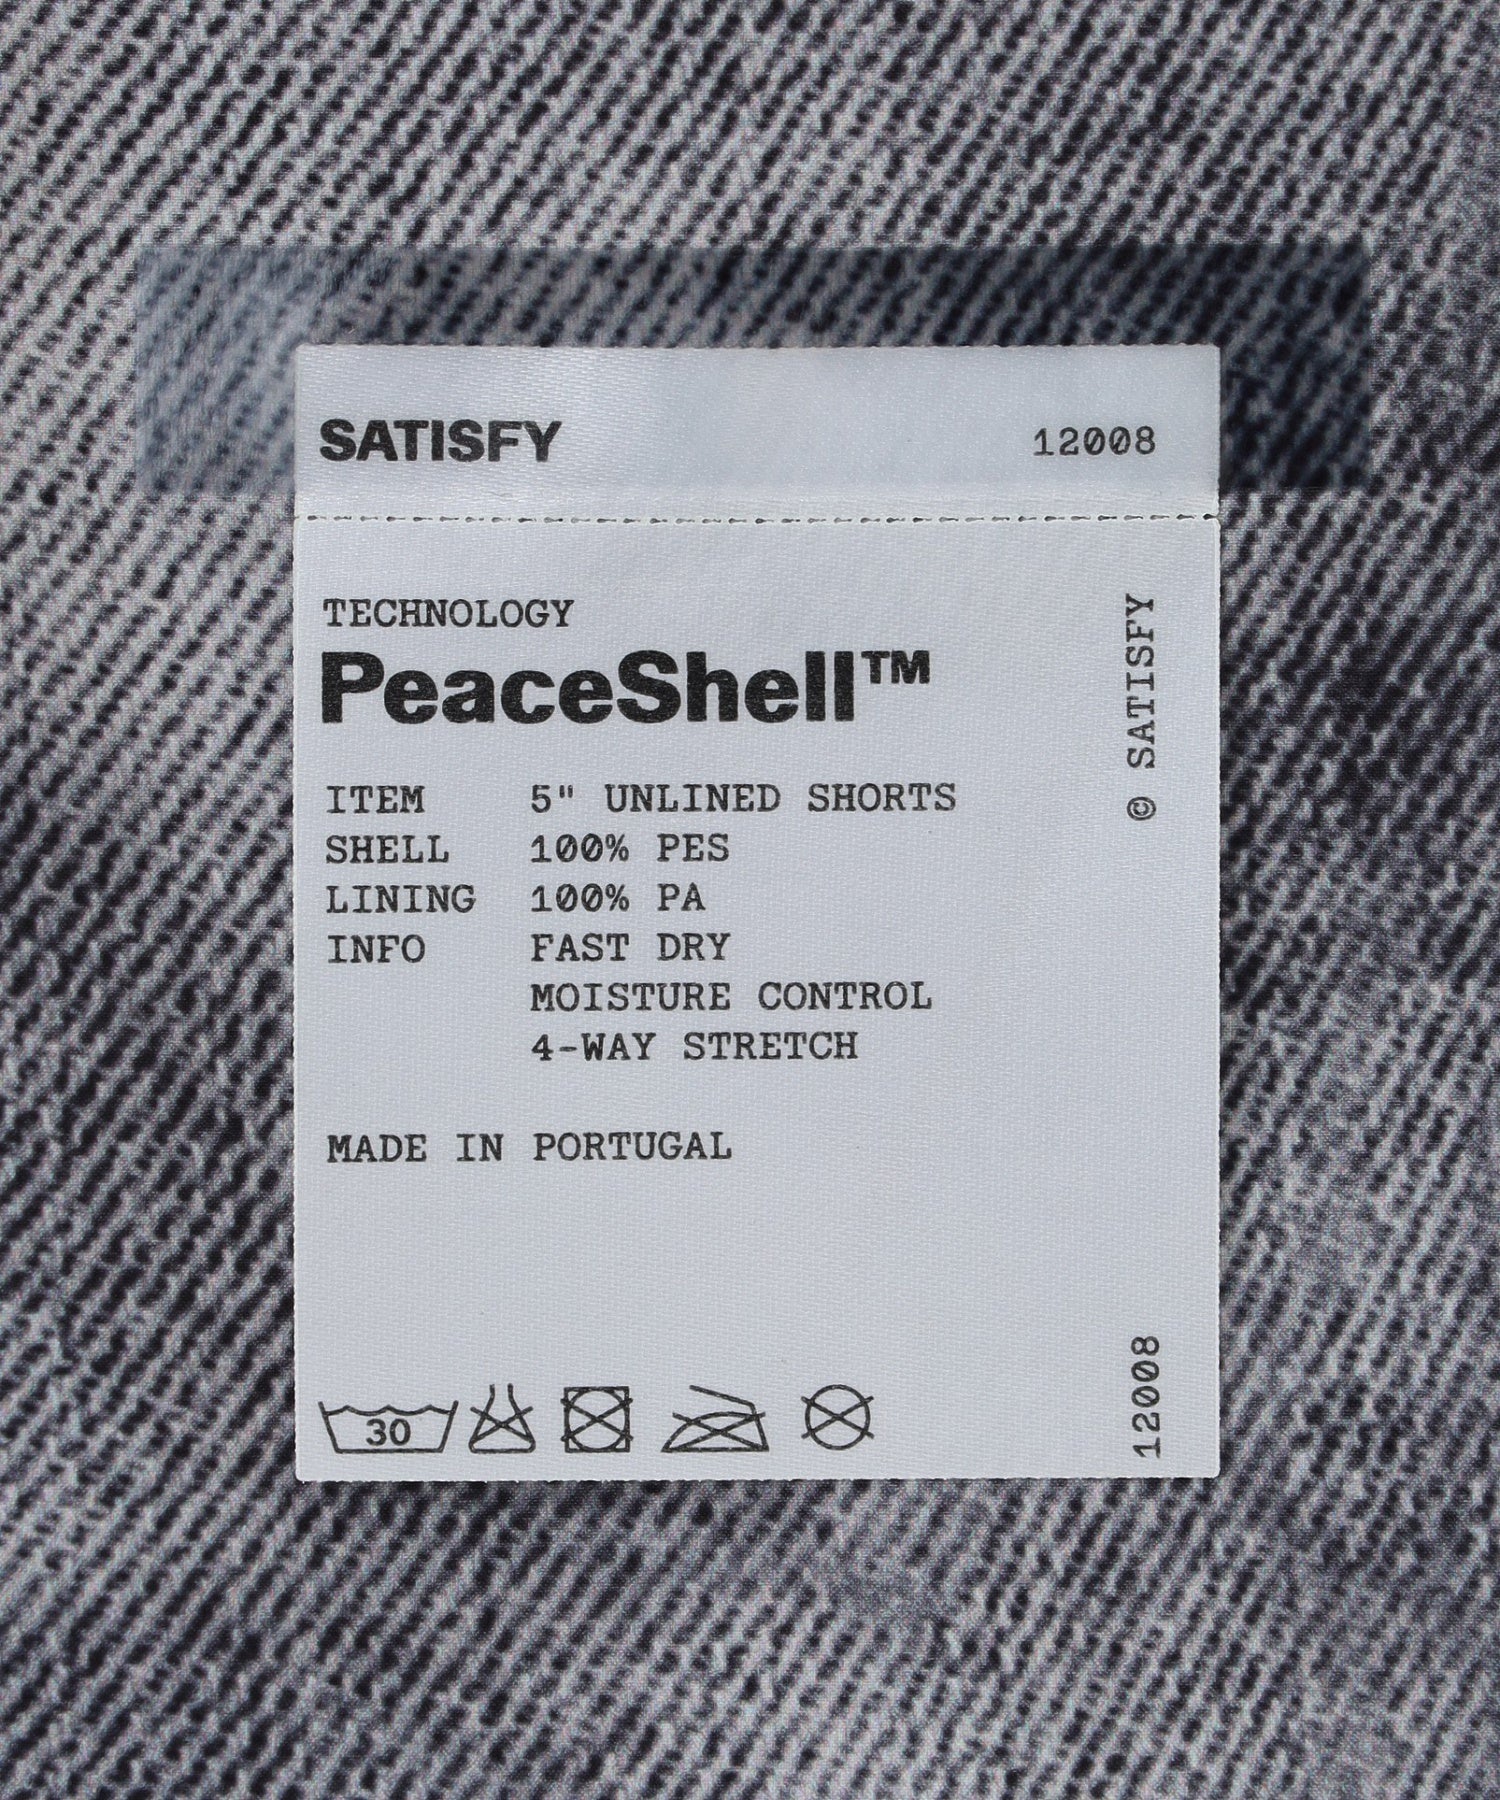 SATISFY 12008
TECHNOLOGY
PeaceShell™
ITEM 5" UNLINED SHORTS
SHELL 100% PES
LINING 100% PA
INFO FAST DRY
MOISTURE CONTROL
4-WAY STRETCH
MADE IN PORTUGAL
30
© SATISFY
12008